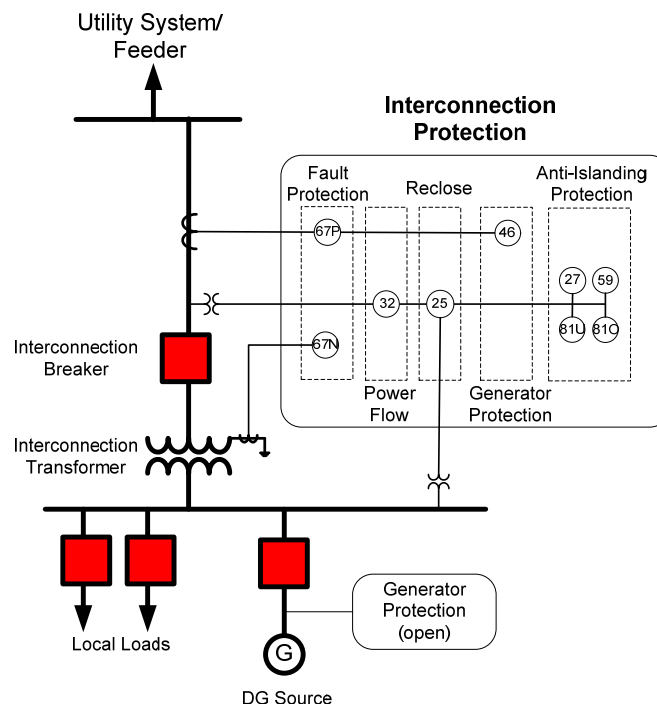 Utility System/
Feeder
Interconnection
Protection
Fault
Protection
Reclose
Anti-Islanding
Protection
67P
46
27
59
32
25
81U
81O
67N
Interconnection
Breaker
Power
Flow
Generator
Protection
Interconnection
Transformer
Generator
Protection
(open)
Local Loads
G
DG Source